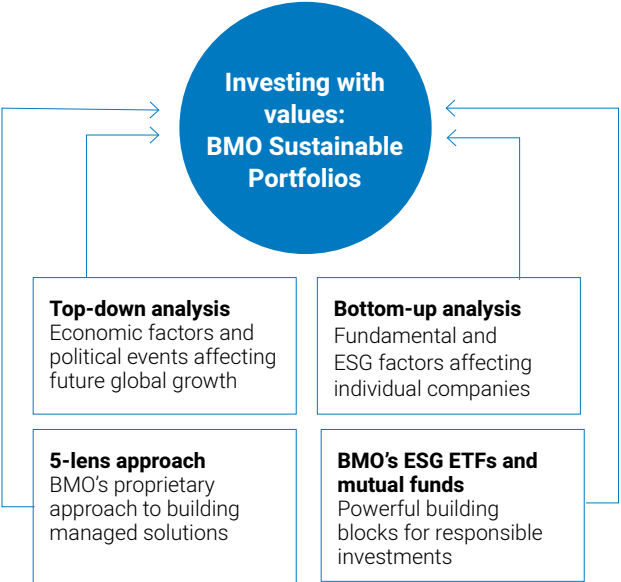 Investing with
values:
BMO Sustainable
Portfolios
Top-down analysis
Economic factors and
political events affecting
future global growth
Bottom-up analysis
Fundamental and
ESG factors affecting
individual companies
5-lens approach
BMO’s proprietary
approach to building
managed solutions
BMO’s ESG ETFs and
mutual funds
Powerful building
blocks for responsible
investments